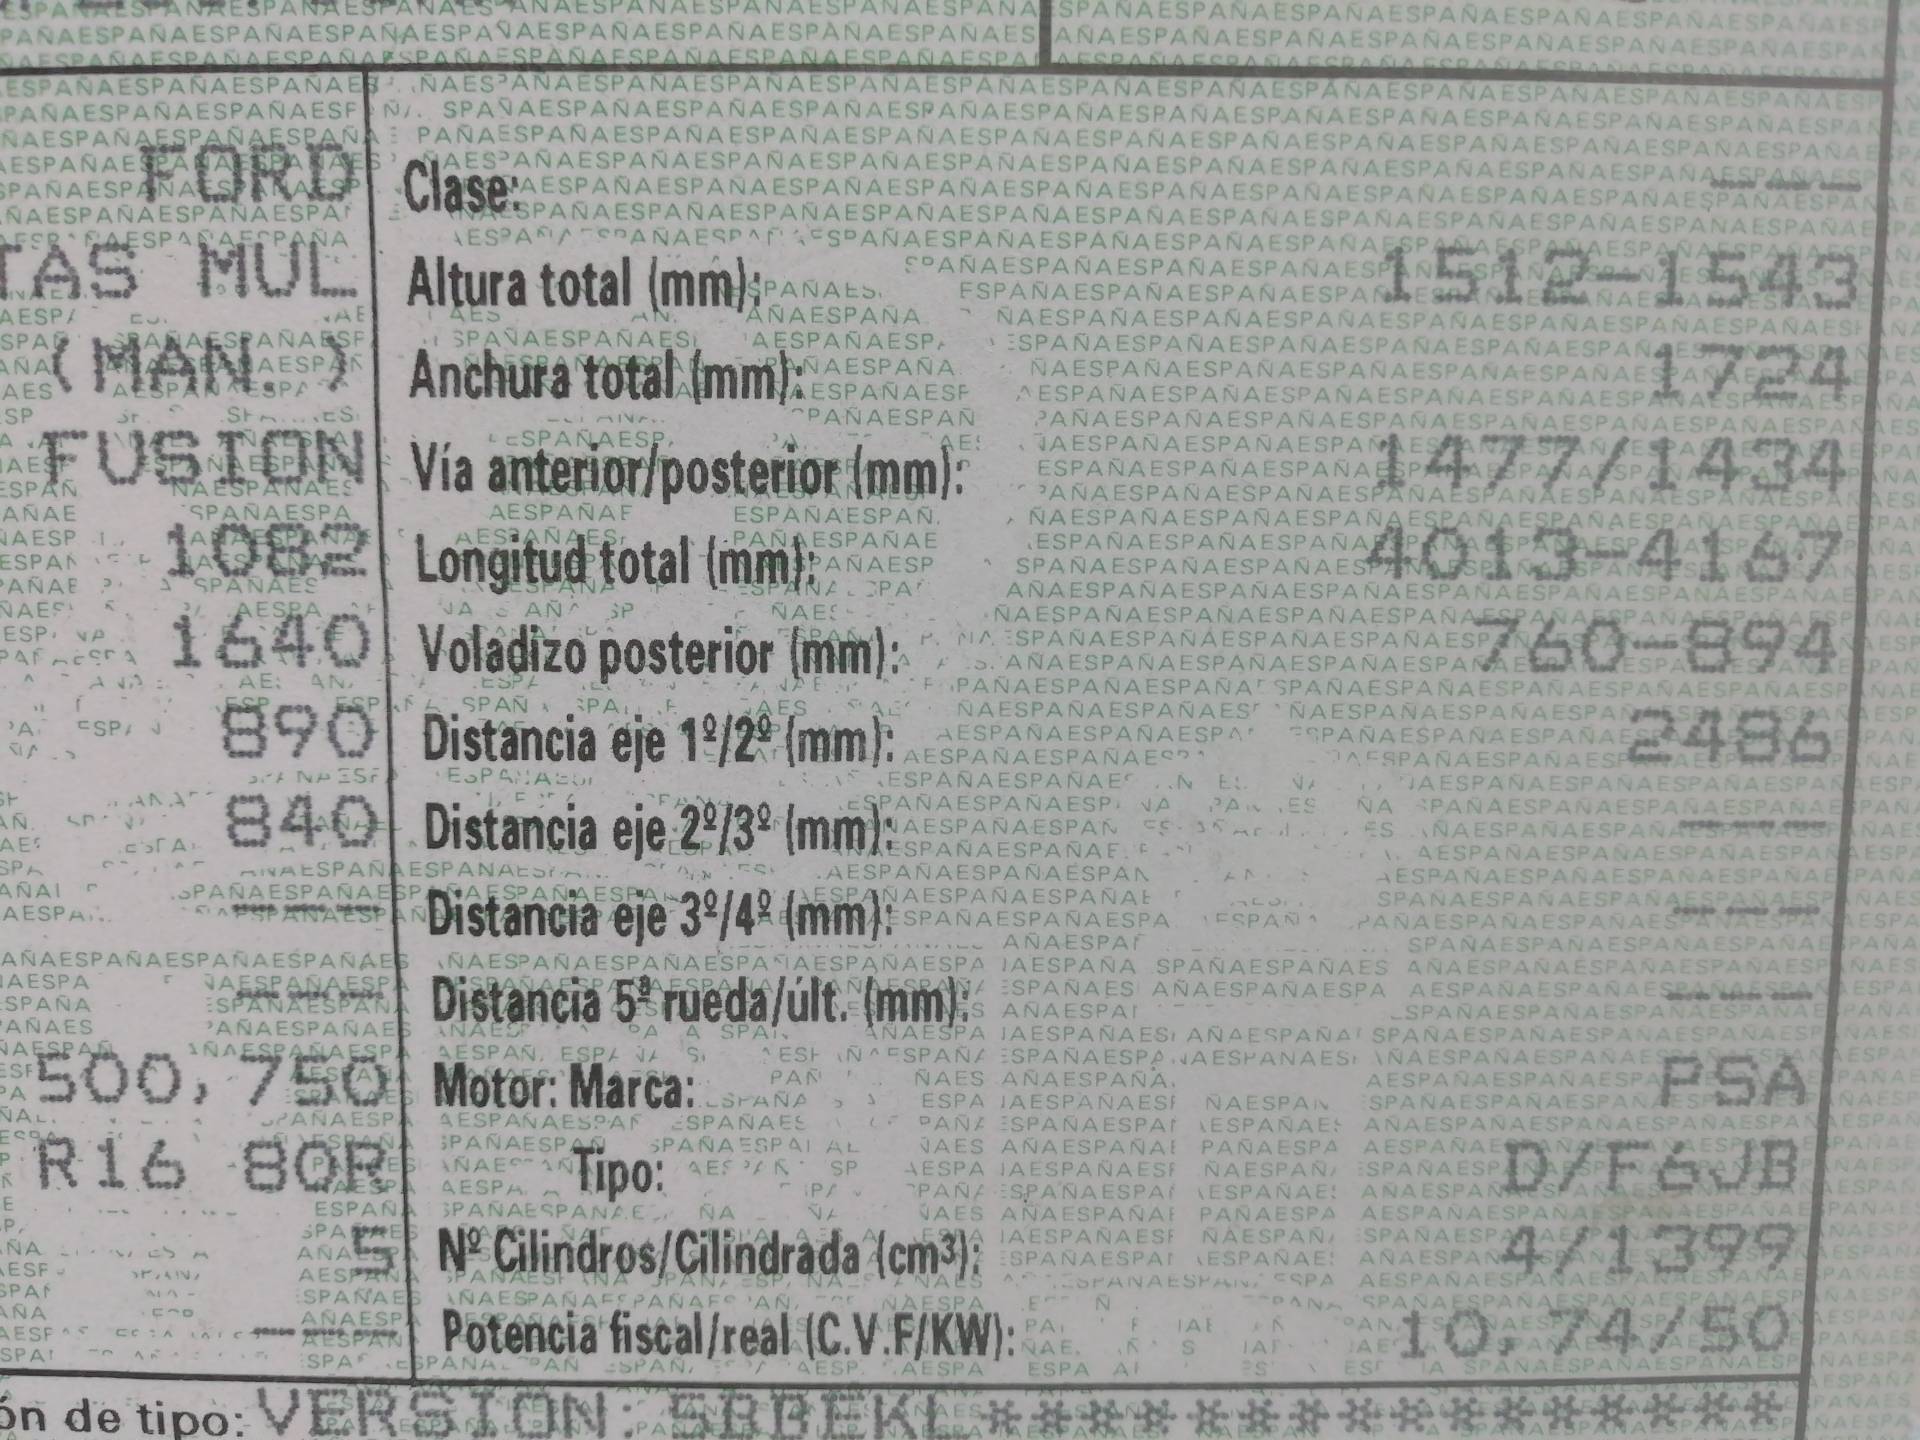 FORD Clase: ---
TAS MUL Altura total (mm): 1512-1543
(MAN.) Anchura total (mm): 1724
FUSION Vía anterior/posterior (mm): 1477/1434
1082 Longitud total (mm): 4013-4167
1640 Voladizo posterior (mm): 760-894
890 Distancia eje 1º/2º (mm): 2486
840 Distancia eje 2º/3º (mm): ---
--- Distancia eje 3º/4º (mm): ---
--- Distancia 5ª rueda/últ. (mm): ---
500,750 Motor: Marca: PSA
R16 80R Tipo: D/F6JB
5 Nº Cilindros/Cilindrada (cm³): 4/1399
--- Potencia fiscal/real (C.V.F/KW): 10,74/50
ón de tipo: VERSION: 5BBEKL ****************